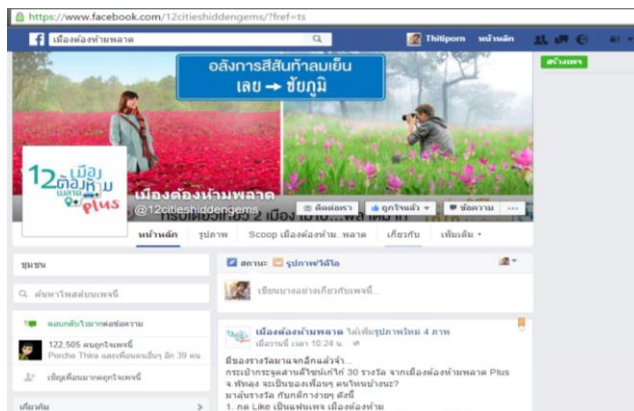 https://www.facebook.com/12citieshiddengems/?fref=ts
เมืองต้องห้ามพลาด
Thitiporn หน้าหลัก
สร้างเพจ
อลังการสีสันท้าลมเย็น
เลย → ชัยภูมิ
12 เมืองต้องห้ามพลาด plus
เมืองต้องห้ามพลาด
@12citieshiddengems
ติดต่อเรา ถูกใจแล้ว ข้อความ
หน้าหลัก รูปภาพ Scoop เมืองต้องห้าม..พลาด เกี่ยวกับ เพิ่มเติม
ชุมชน
สถานะ รูปภาพ/วิดีโอ
ค้นหาโพสต์บนเพจนี้
เขียนบางอย่างเกี่ยวกับเพจนี้...
ตอบกลับไวมากต่อข้อความ
122,505 คนถูกใจเพจนี้
Porche Thira และเพื่อนคนอื่นๆ อีก 39 คน
เชิญเพื่อนมากดถูกใจเพจนี้
เกี่ยวกับ
เมืองต้องห้ามพลาด ได้เพิ่มรูปภาพใหม่ 4 ภาพ
เมื่อวานนี้ เวลา 10:24 น.
มีของรางวัลมาแจกอีกแล้วจ้า...
กระเป๋ากระจูดสานดีไซน์เก๋ไก๋ 30 รางวัล จากเมืองต้องห้ามพลาด Plus
จ.พัทลุง จะเป็นของเพื่อนๆ คนไหนบ้างนะ?
มาลุ้นรางวัล กับกติกาง่ายๆ ดังนี้
1. กด Like เป็นแฟนเพจ เมืองต้องห้าม